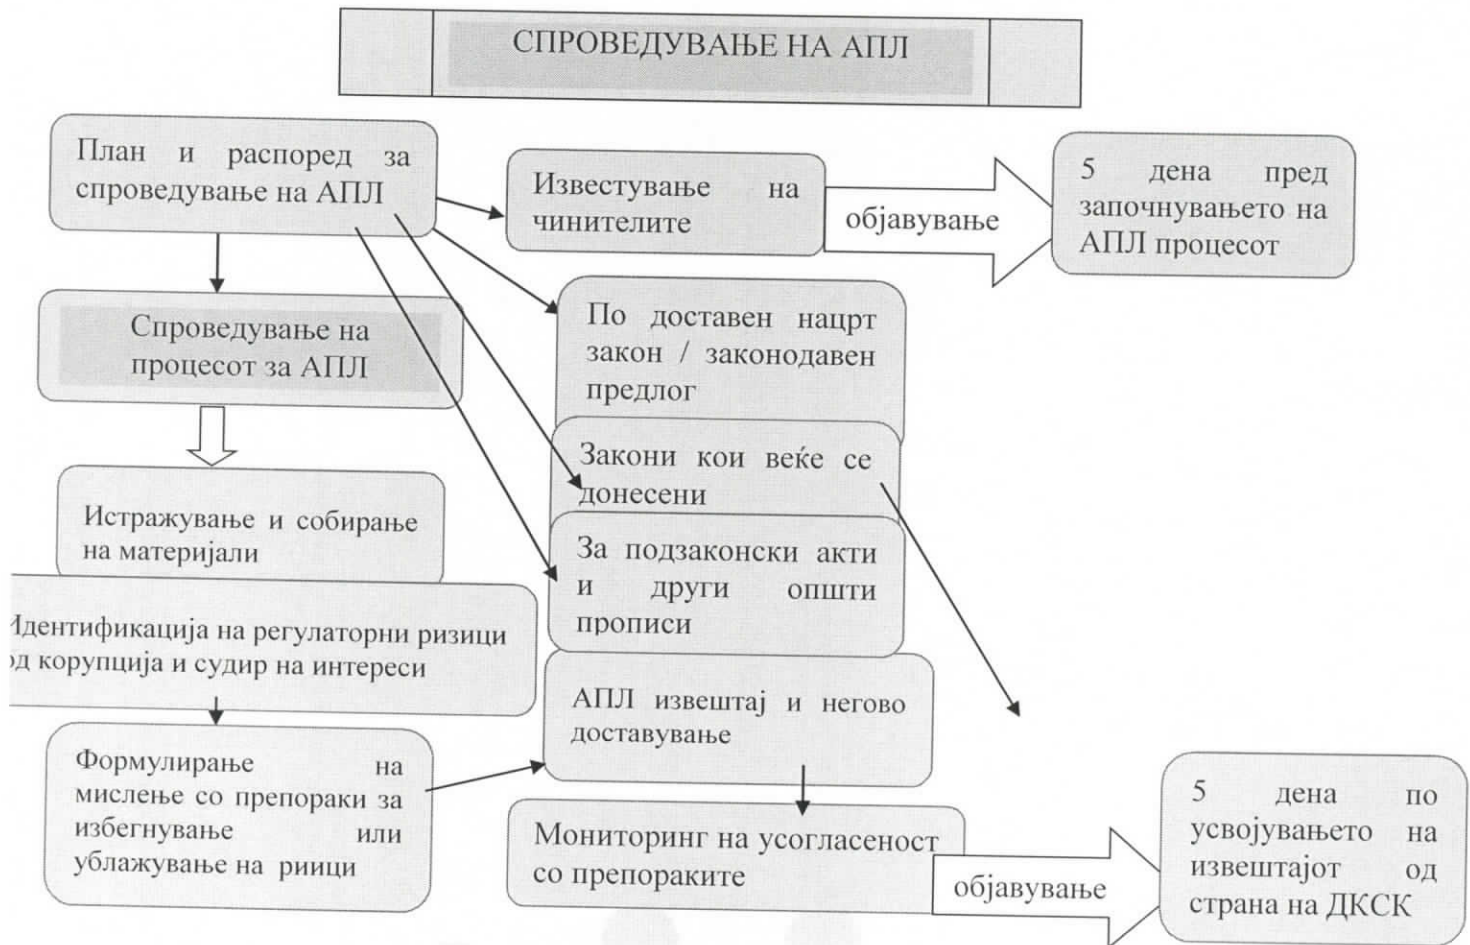 СПРОВЕДУВАЊЕ НА АПЛ
План и распоред за
спроведување на АПЛ
Известување на
чинителите
објавување
5 дена пред
започнувањето на
АПЛ процесот
Спроведување на
процесот за АПЛ
По доставен нацрт
закон / законодавен
предлог
Закони кои веќе се
донесени
Истражување и собирање
на материјали
За подзаконски акти
и други општи
прописи
Идентификација на регулаторни ризици
од корупција и судир на интереси
АПЛ извештај и негово
доставување
Формулирање на
мислење со препораки за
избегнување или
ублажување на риици
Мониторинг на усогласеност
со препораките
објавување
5 дена по
усвојувањето на
извештајот од
страна на ДКСК